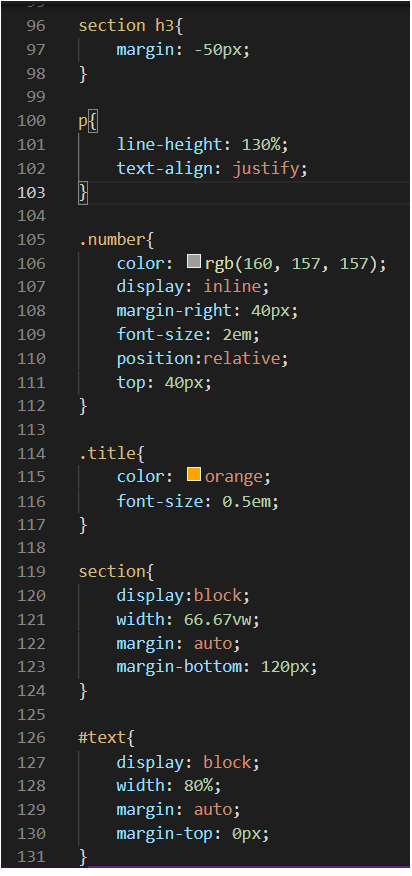 95
96 section h3{
97 margin: -50px;
98 }
99
100 p{
101 line-height: 130%;
102 text-align: justify;
103 }
104
105 .number{
106 color: rgb(160, 157, 157);
107 display: inline;
108 margin-right: 40px;
109 font-size: 2em;
110 position:relative;
111 top: 40px;
112 }
113
114 .title{
115 color: orange;
116 font-size: 0.5em;
117 }
118
119 section{
120 display:block;
121 width: 66.67vw;
122 margin: auto;
123 margin-bottom: 120px;
124 }
125
126 #text{
127 display: block;
128 width: 80%;
129 margin: auto;
130 margin-top: 0px;
131 }